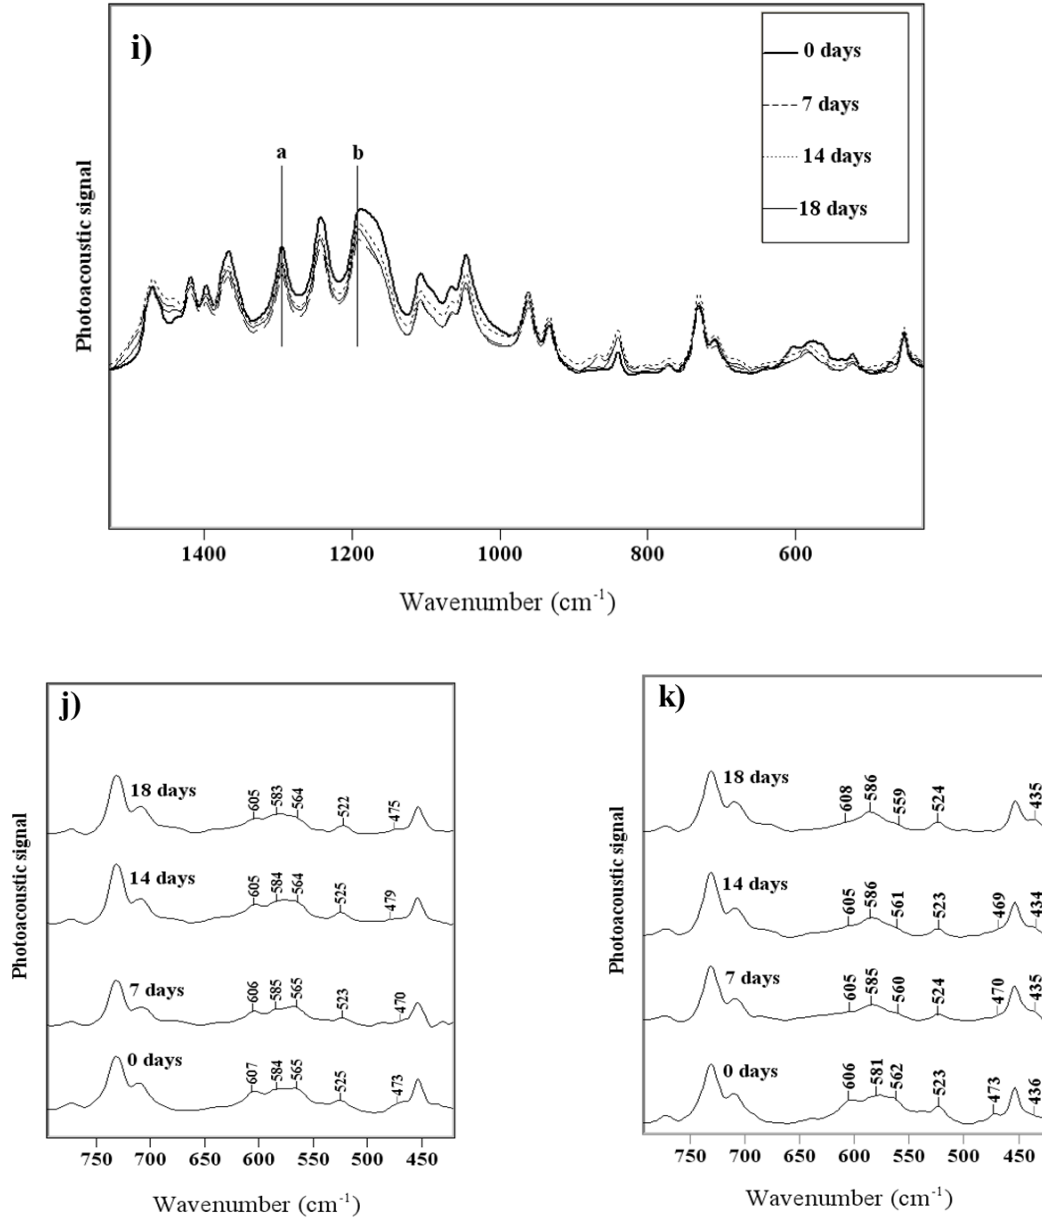 i)
0 days
7 days
14 days
18 days
a b
Photoacoustic signal
1400 1200 1000 800 600
Wavenumber (cm-1)
j)
Photoacoustic signal
18 days
605 583 564 522 475
14 days
605 584 564 525 479
7 days
606 585 565 523 470
0 days
607 584 565 525 473
750 700 650 600 550 500 450
Wavenumber (cm-1)
k)
Photoacoustic signal
18 days
608 586 559 524 435
14 days
605 586 561 523 469 434
7 days
605 585 560 524 470 435
0 days
606 581 562 523 473 436
750 700 650 600 550 500 450
Wavenumber (cm-1)